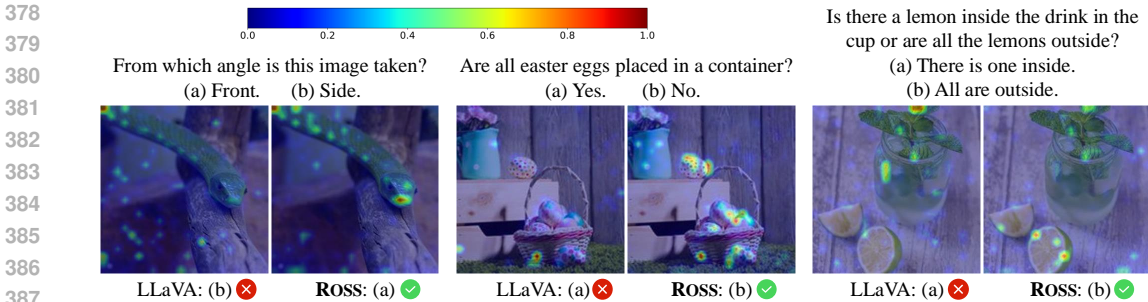 378
379
380
381
382
383
384
385
386
387
0.0 0.2 0.4 0.6 0.8 1.0
From which angle is this image taken?
(a) Front. (b) Side.
LLaVA: (b)
ROSS: (a)
Are all easter eggs placed in a container?
(a) Yes. (b) No.
LLaVA: (a)
ROSS: (b)
Is there a lemon inside the drink in the
cup or are all the lemons outside?
(a) There is one inside.
(b) All are outside.
LLaVA: (a)
ROSS: (b)